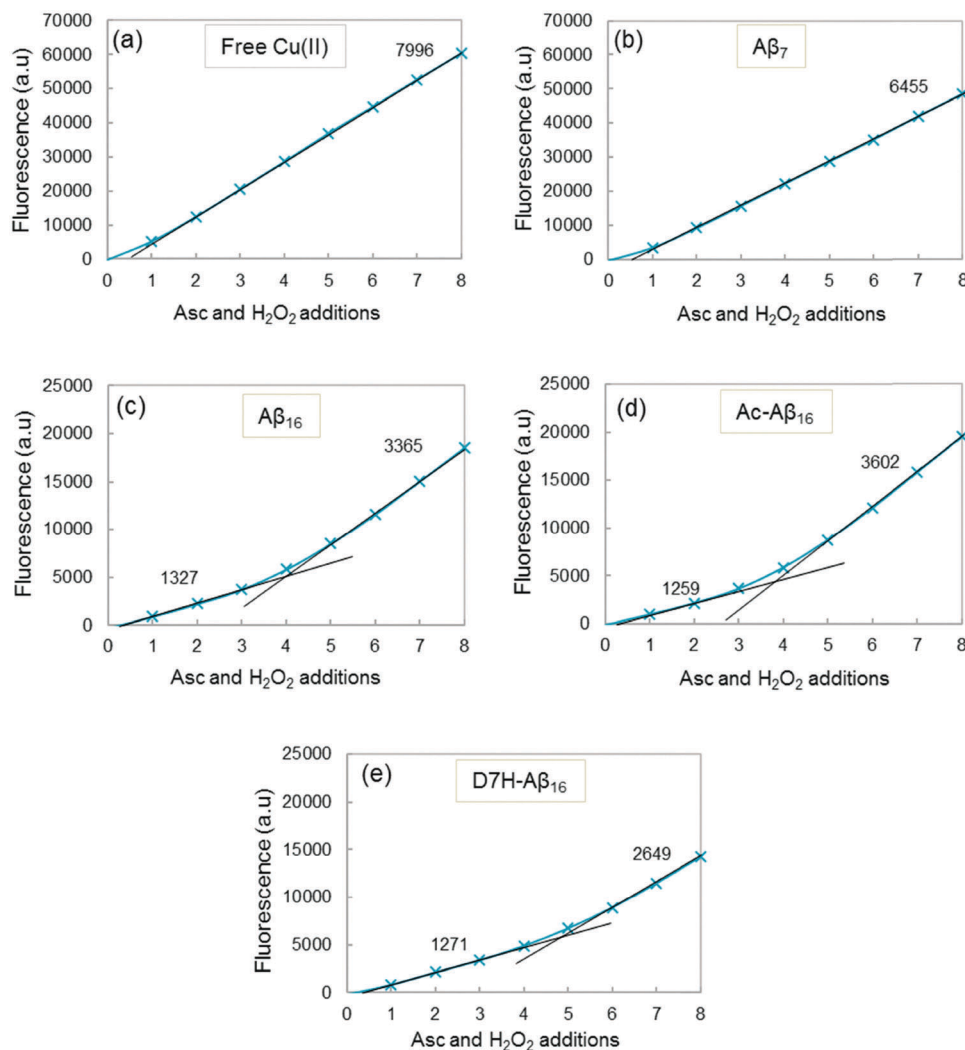 (a)
Free Cu(II)
7996
Fluorescence (a.u)
70000
60000
50000
40000
30000
20000
10000
0
0 1 2 3 4 5 6 7 8
Asc and H₂O₂ additions
(b)
Aβ₇
6455
Fluorescence (a.u)
70000
60000
50000
40000
30000
20000
10000
0
0 1 2 3 4 5 6 7 8
Asc and H₂O₂ additions
(c)
Aβ₁₆
3365
1327
Fluorescence (a.u)
25000
20000
15000
10000
5000
0
0 1 2 3 4 5 6 7 8
Asc and H₂O₂ additions
(d)
Ac-Aβ₁₆
3602
1259
Fluorescence (a.u)
25000
20000
15000
10000
5000
0
0 1 2 3 4 5 6 7 8
Asc and H₂O₂ additions
(e)
D7H-Aβ₁₆
2649
1271
Fluorescence (a.u)
25000
20000
15000
10000
5000
0
0 1 2 3 4 5 6 7 8
Asc and H₂O₂ additions